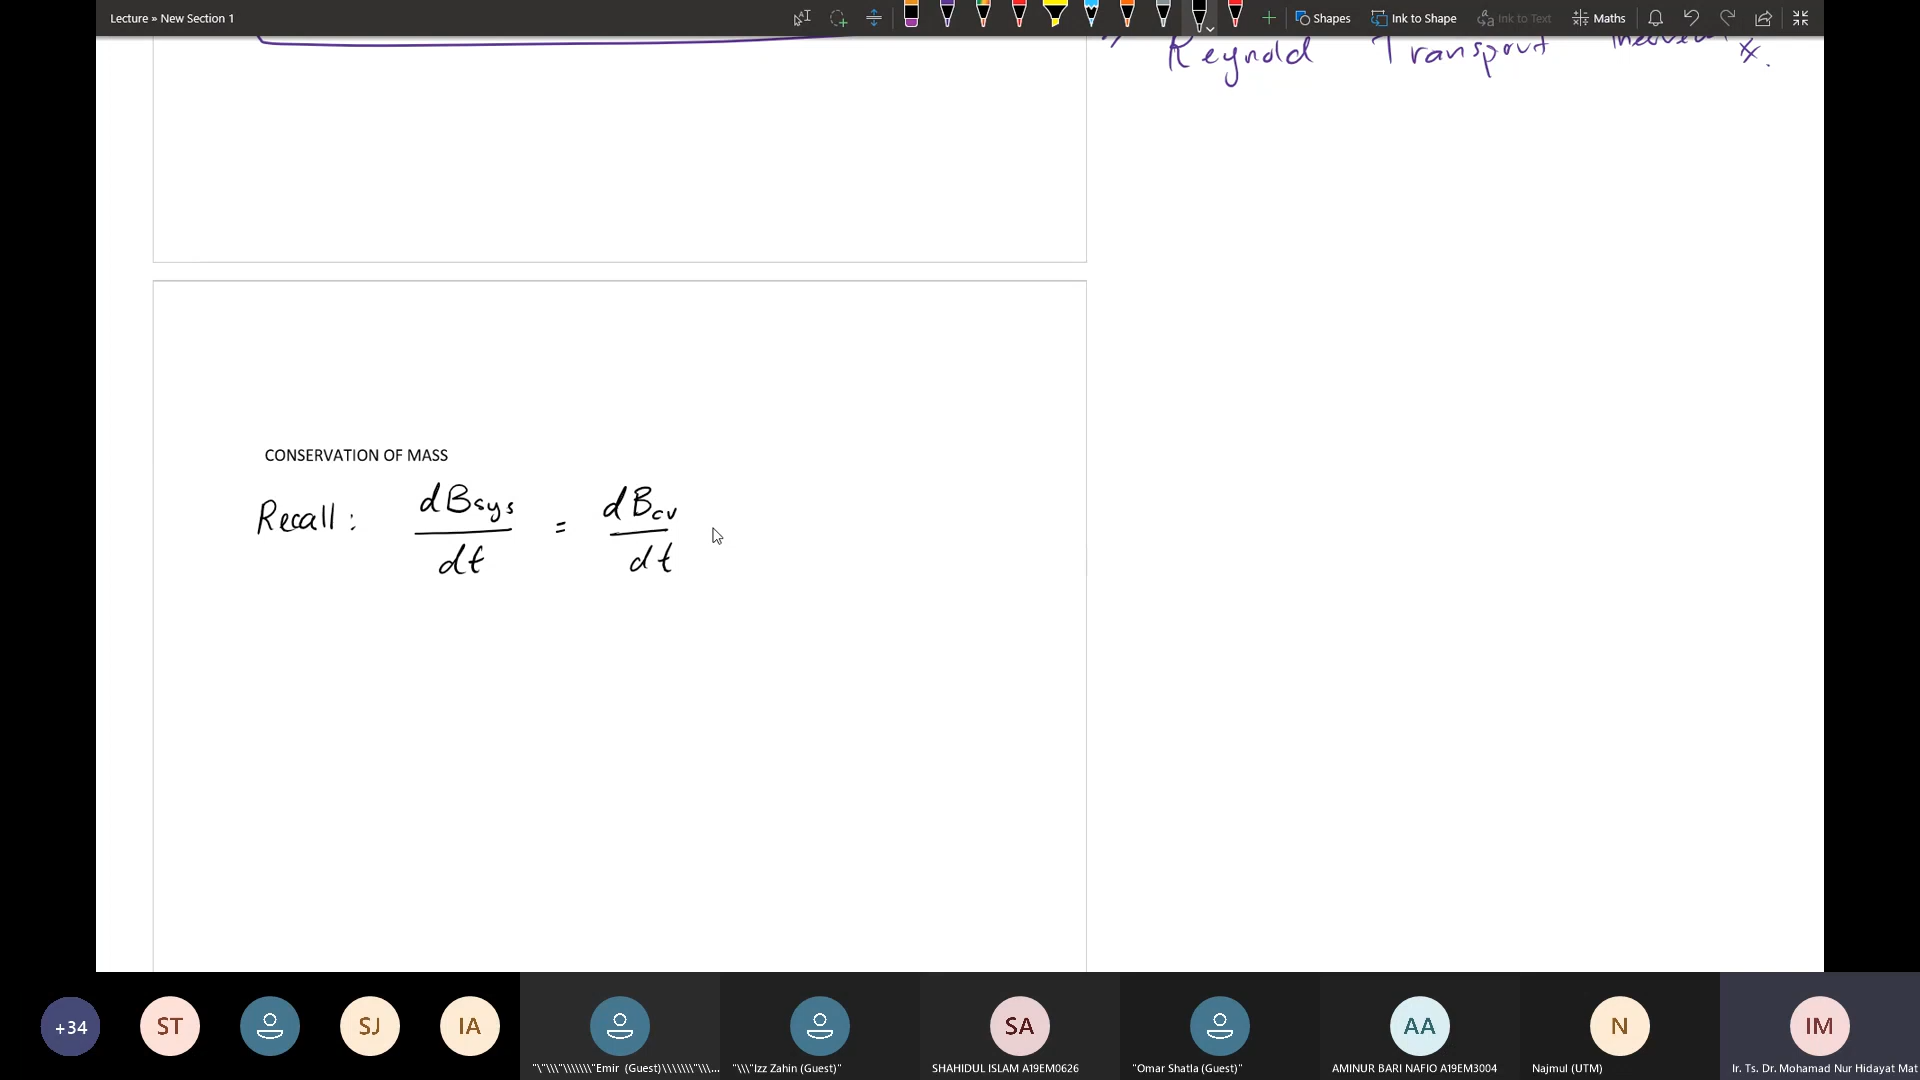 Lecture » New Section 1
Shapes Ink to Shape Ink to Text Maths
Reynold Transport
CONSERVATION OF MASS
Recall : dBsys/dt = dBcv/dt
+34 ST SJ IA SA AA N IM
"\"\\\"\\\\\\\"Emir (Guest)\\\\\\\"\\... "\\\"Izz Zahin (Guest)" SHAHIDUL ISLAM A19EM0626 "Omar Shatla (Guest)" AMINUR BARI NAFIO A19EM3004 Najmul (UTM) Ir. Ts. Dr. Mohamad Nur Hidayat Mat